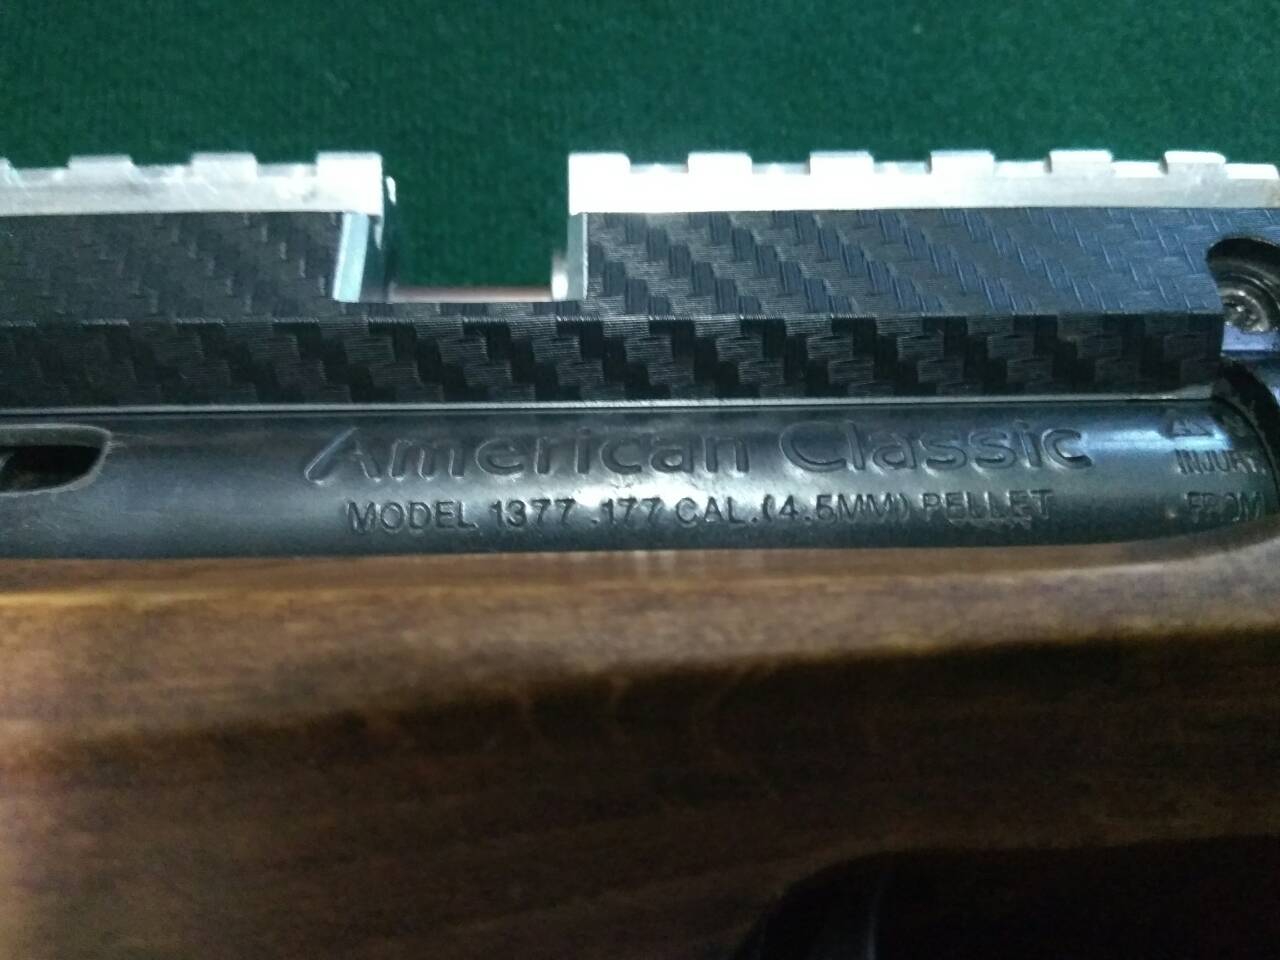 American Classic
MODEL 1377 .177 CAL.(4.5MM) PELLET
INJURY
FROM